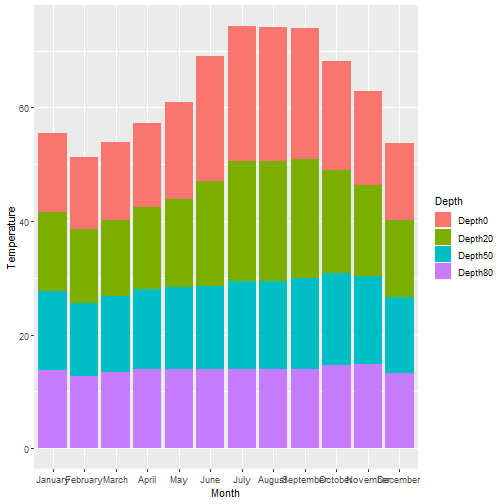 60
40
20
0
Temperature
January February March April May June July August September October November December
Month
Depth
Depth0
Depth20
Depth50
Depth80